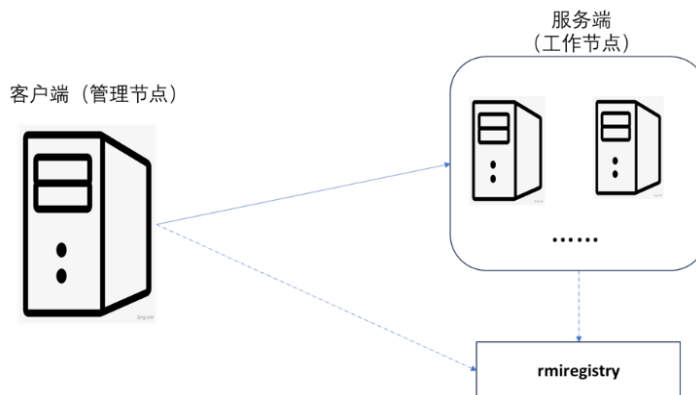 服务端
（工作节点）
客户端（管理节点）
......
rmiregistry